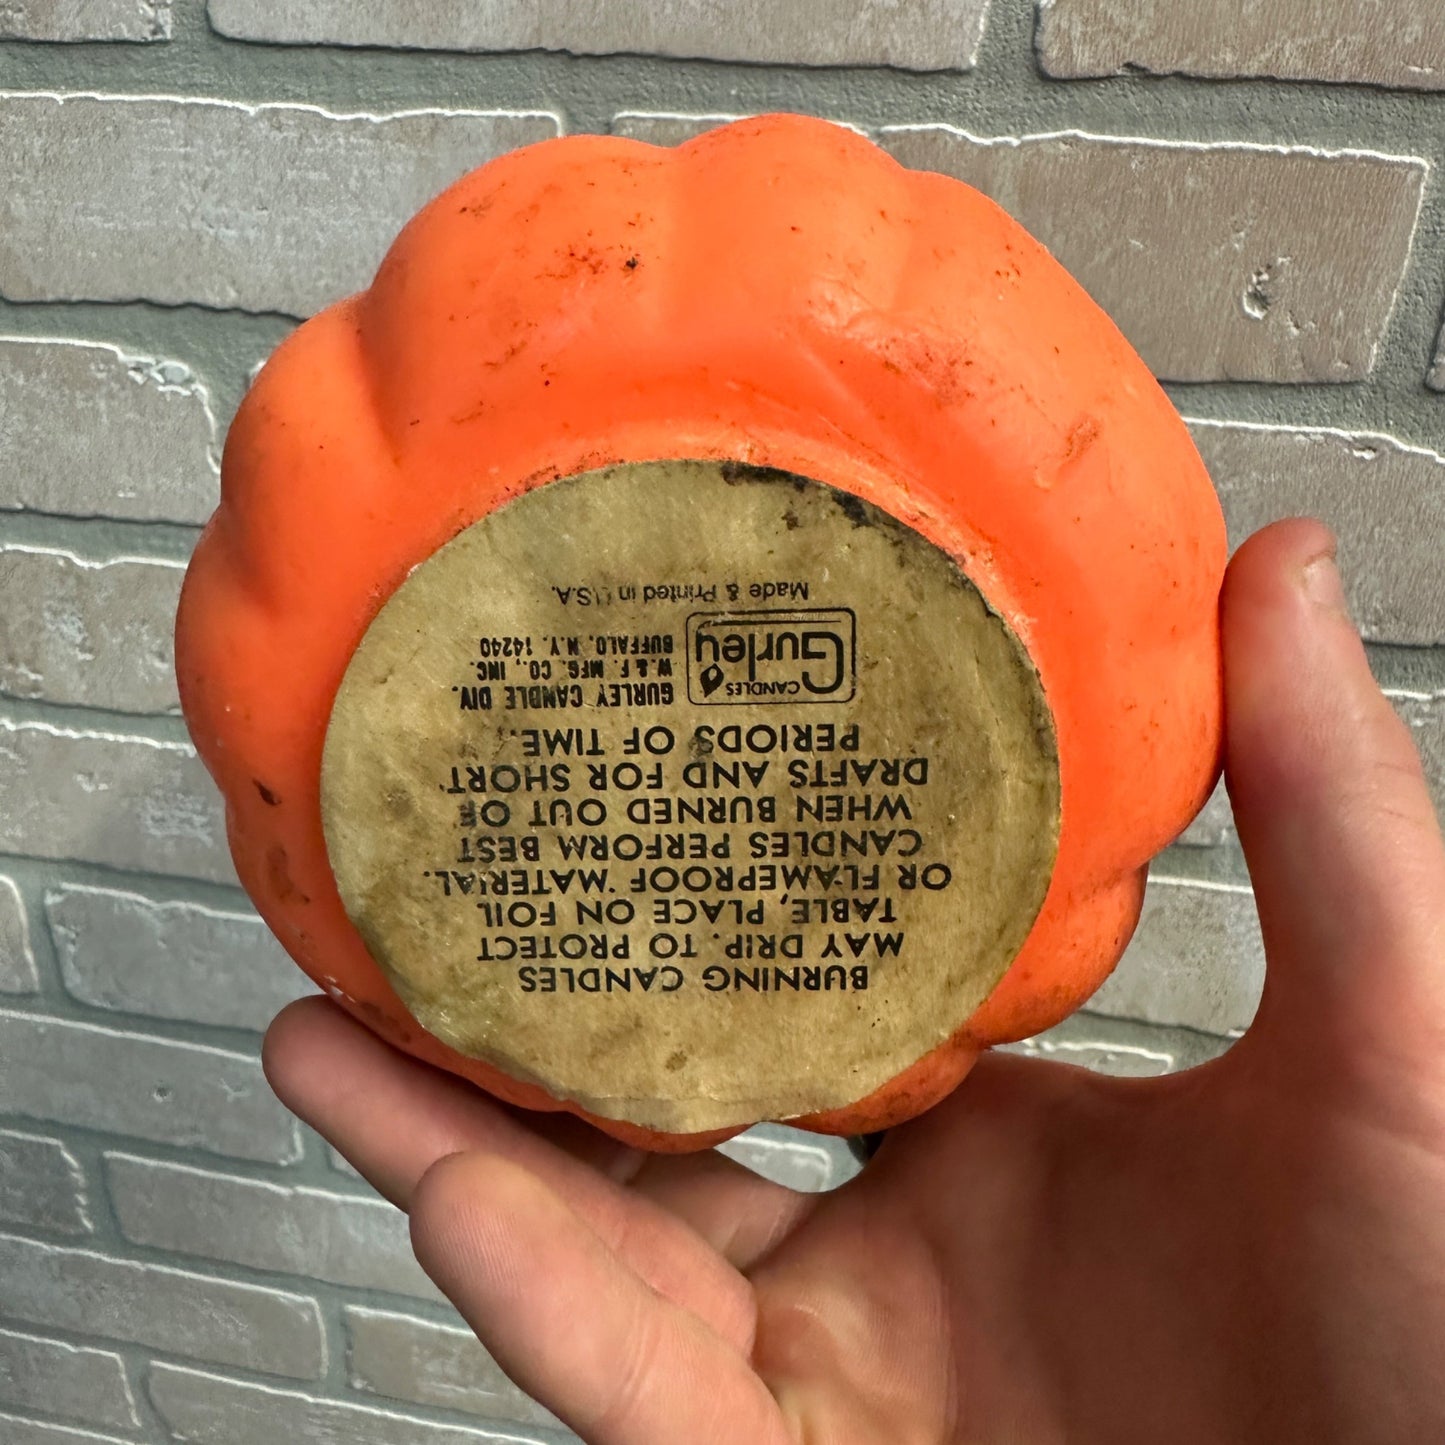 BURNING CANDLES
MAY DRIP. TO PROTECT
TABLE, PLACE ON FOIL
OR FLAMEPROOF MATERIAL.
CANDLES PERFORM BEST
WHEN BURNED OUT OF
DRAFTS AND FOR SHORT
PERIODS OF TIME.
CANDLES
Gurley
GURLEY CANDLE DIV.
W. & F. MFG. CO., INC.
BUFFALO, N.Y. 14240
Made & Printed in U.S.A.